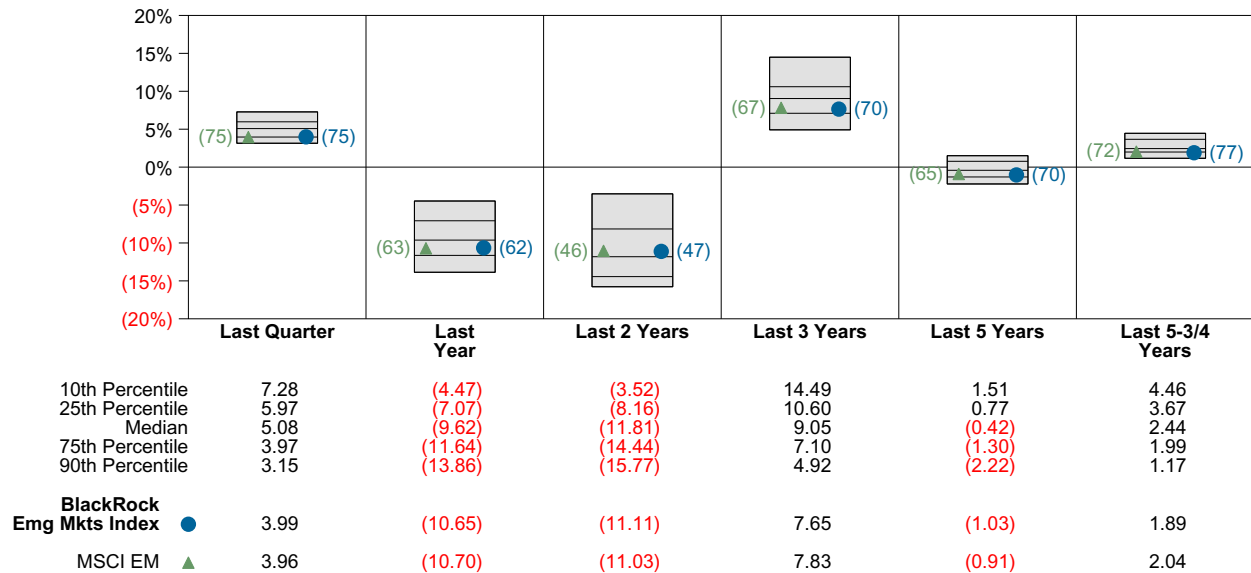 20%
15%
10%
5%
0%
(5%)
(10%)
(15%)
(20%)
(75) (75)
(63) (62)
(46) (47)
(67) (70)
(65) (70)
(72) (77)
Last Quarter Last Year Last 2 Years Last 3 Years Last 5 Years Last 5-3/4 Years
10th Percentile 7.28 (4.47) (3.52) 14.49 1.51 4.46
25th Percentile 5.97 (7.07) (8.16) 10.60 0.77 3.67
Median 5.08 (9.62) (11.81) 9.05 (0.42) 2.44
75th Percentile 3.97 (11.64) (14.44) 7.10 (1.30) 1.99
90th Percentile 3.15 (13.86) (15.77) 4.92 (2.22) 1.17
BlackRock
Emg Mkts Index 3.99 (10.65) (11.11) 7.65 (1.03) 1.89
MSCI EM 3.96 (10.70) (11.03) 7.83 (0.91) 2.04